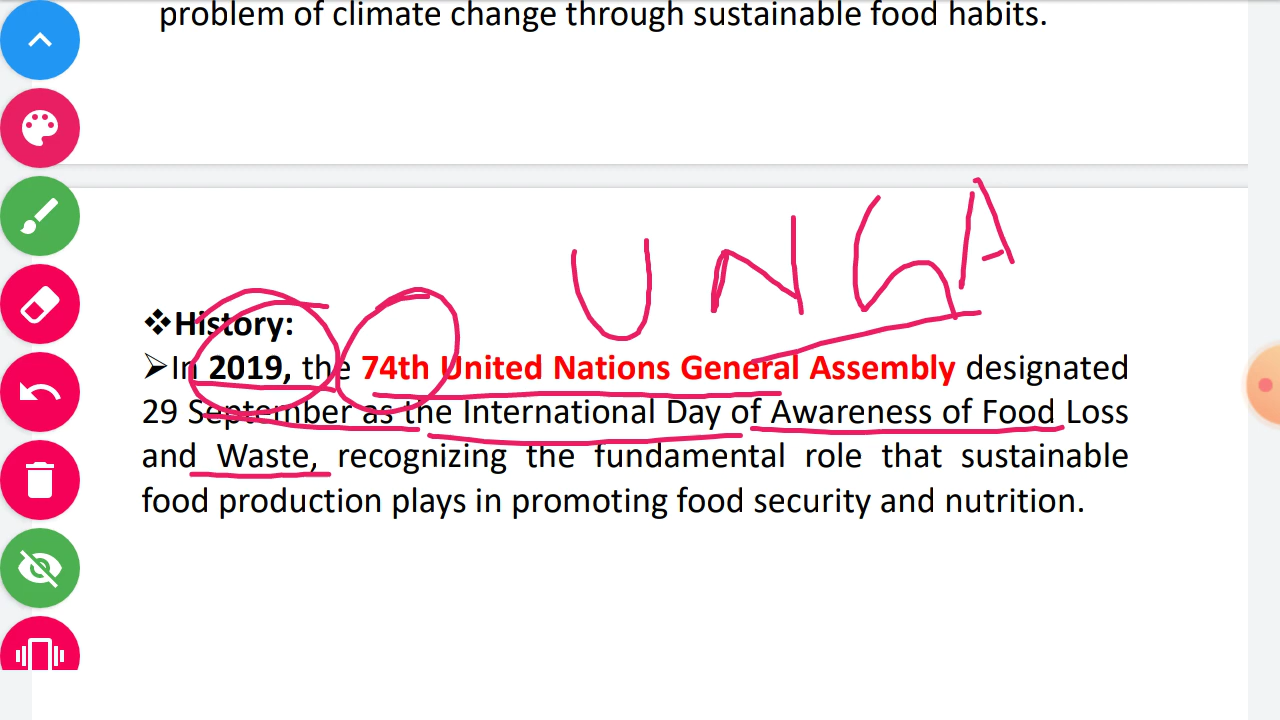 problem of climate change through sustainable food habits.
UNGA
❖History:
➢In 2019, the 74th United Nations General Assembly designated
29 September as the International Day of Awareness of Food Loss
and Waste, recognizing the fundamental role that sustainable
food production plays in promoting food security and nutrition.